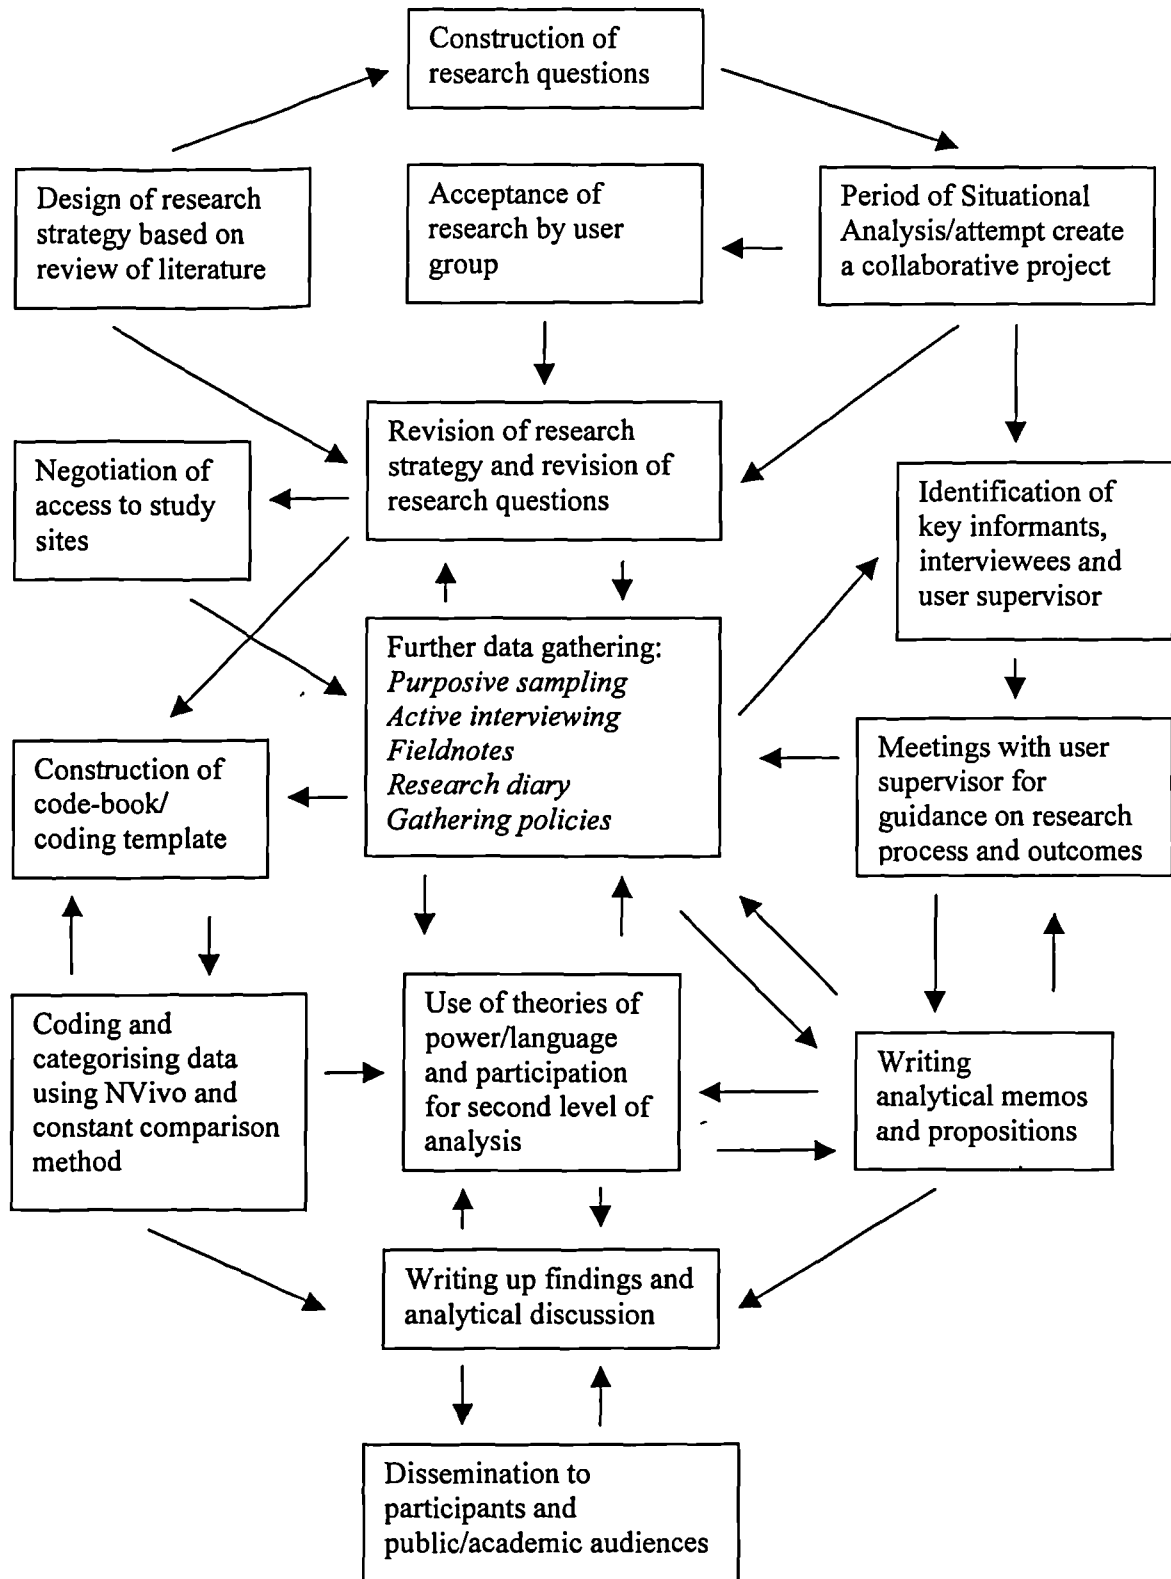 Construction of
research questions
Design of research
strategy based on
review of literature
Acceptance of
research by user
group
Period of Situational
Analysis/attempt create
a collaborative project
Revision of research
strategy and revision of
research questions
Negotiation of
access to study
sites
Identification of
key informants,
interviewees and
user supervisor
Further data gathering:
Purposive sampling
Active interviewing
Fieldnotes
Research diary
Gathering policies
Construction of
code-book/
coding template
Meetings with user
supervisor for
guidance on research
process and outcomes
Coding and
categorising data
using NVivo and
constant comparison
method
Use of theories of
power/language
and participation
for second level of
analysis
Writing
analytical memos
and propositions
Writing up findings and
analytical discussion
Dissemination to
participants and
public/academic audiences